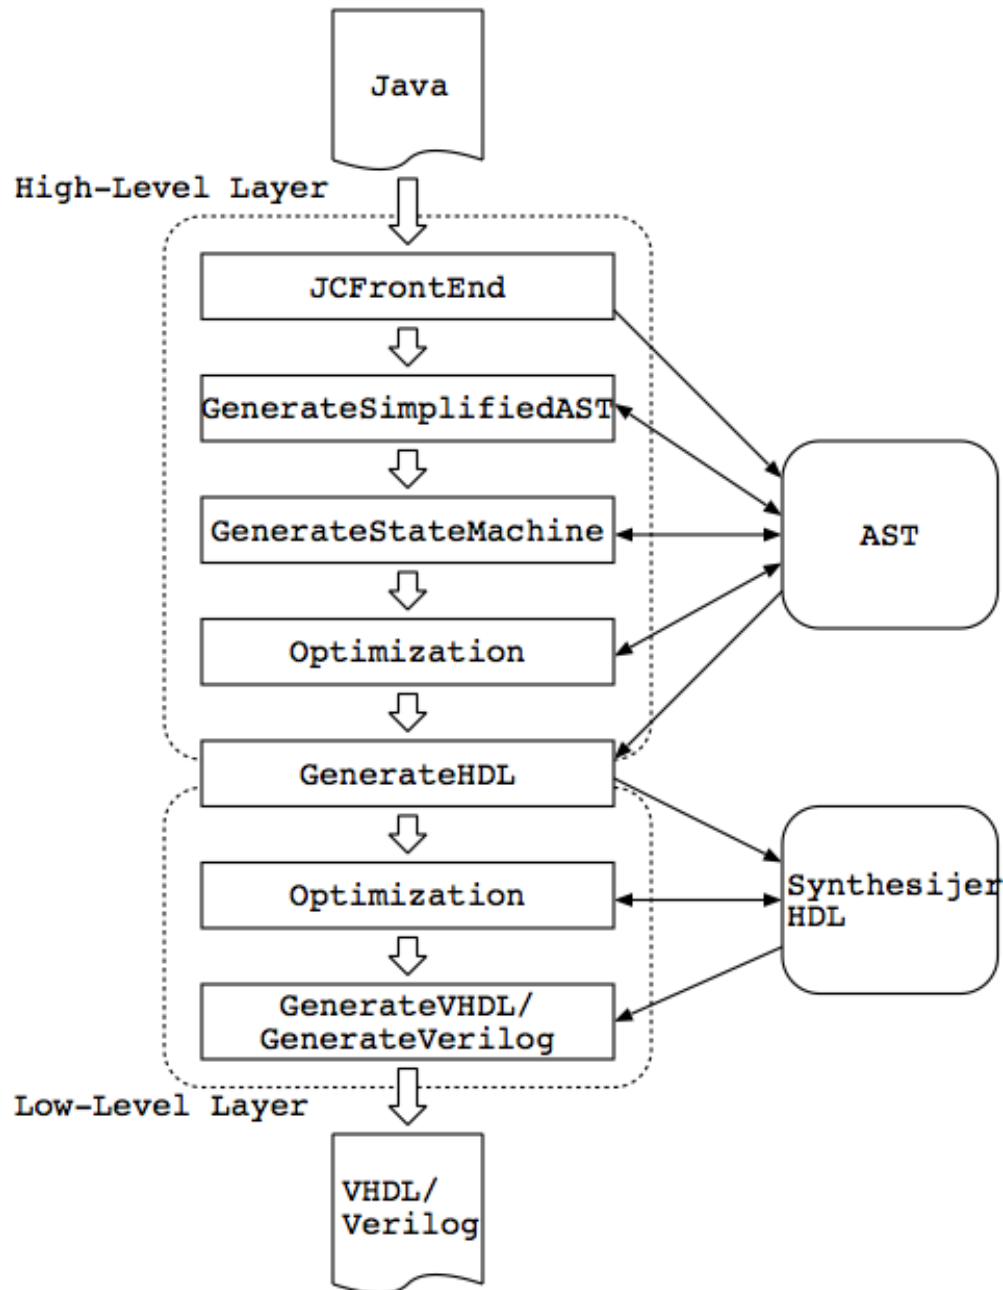 Java
High-Level Layer
JCFrontEnd
GenerateSimplifiedAST
GenerateStateMachine
AST
Optimization
GenerateHDL
Optimization
Synthesijer
HDL
GenerateVHDL/
GenerateVerilog
Low-Level Layer
VHDL/
Verilog